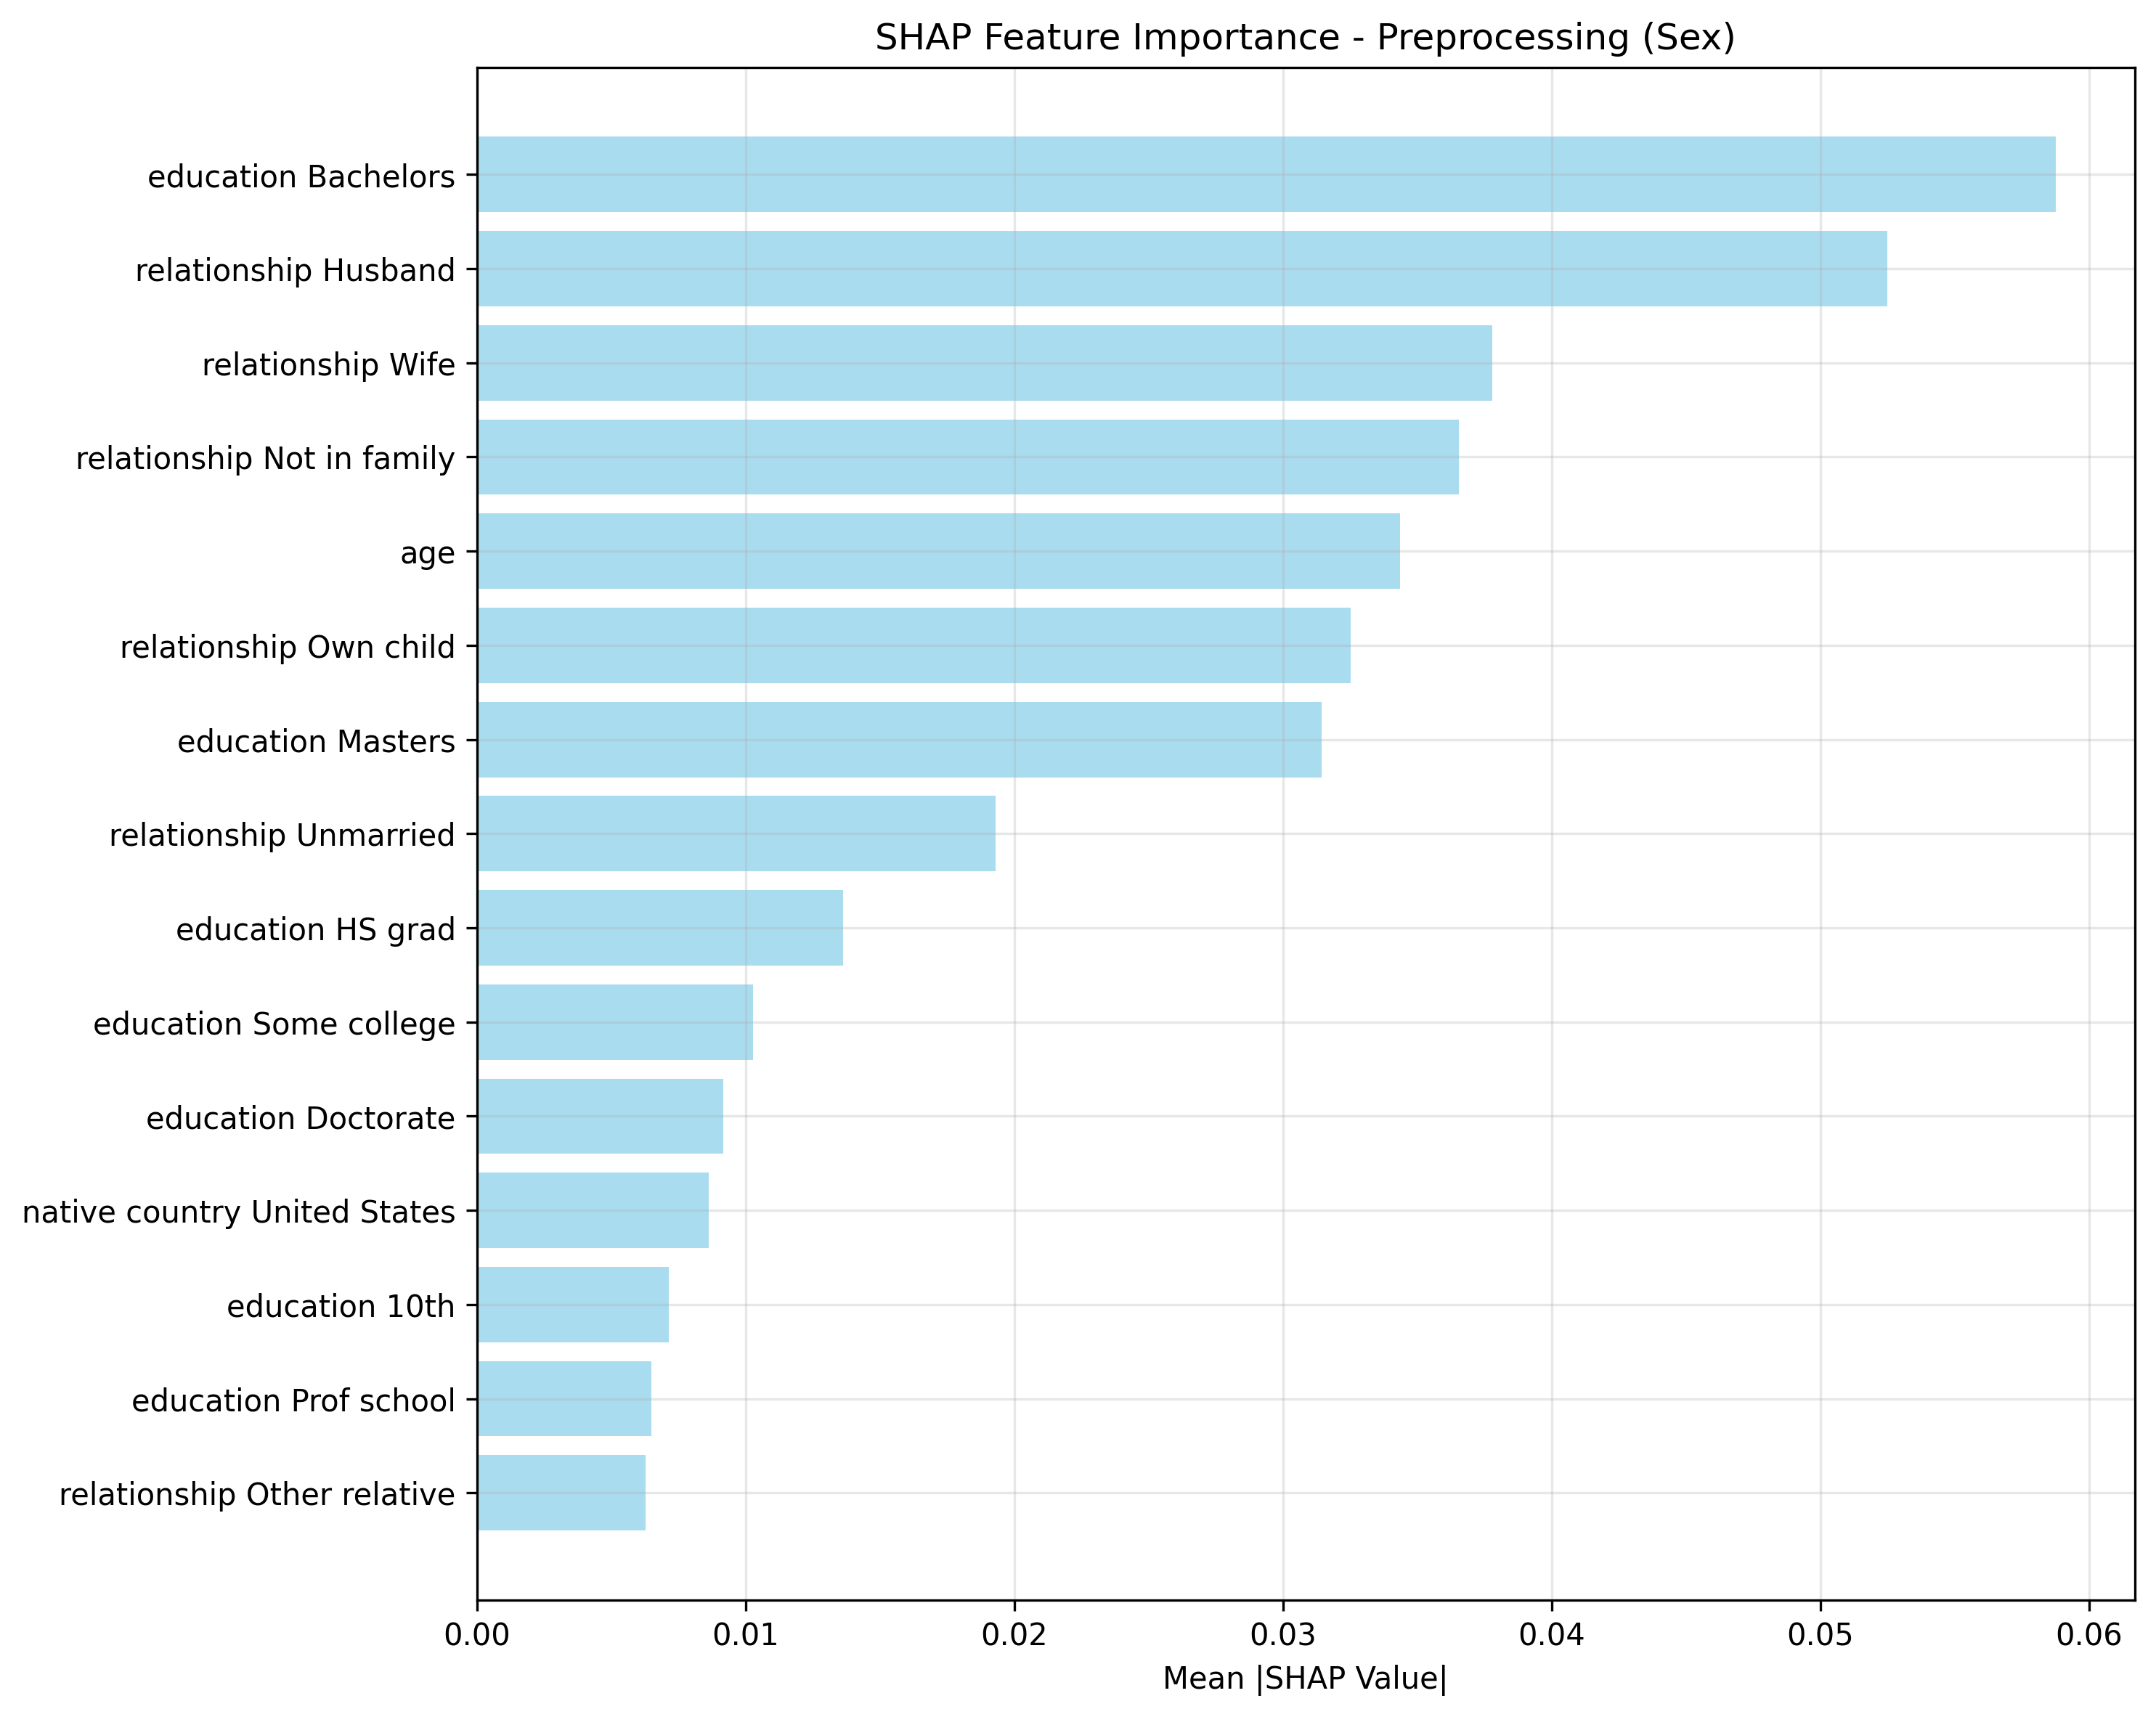 SHAP Feature Importance - Preprocessing (Sex)
education Bachelors
relationship Husband
relationship Wife
relationship Not in family
age
relationship Own child
education Masters
relationship Unmarried
education HS grad
education Some college
education Doctorate
native country United States
education 10th
education Prof school
relationship Other relative
0.00 0.01 0.02 0.03 0.04 0.05 0.06
Mean |SHAP Value|